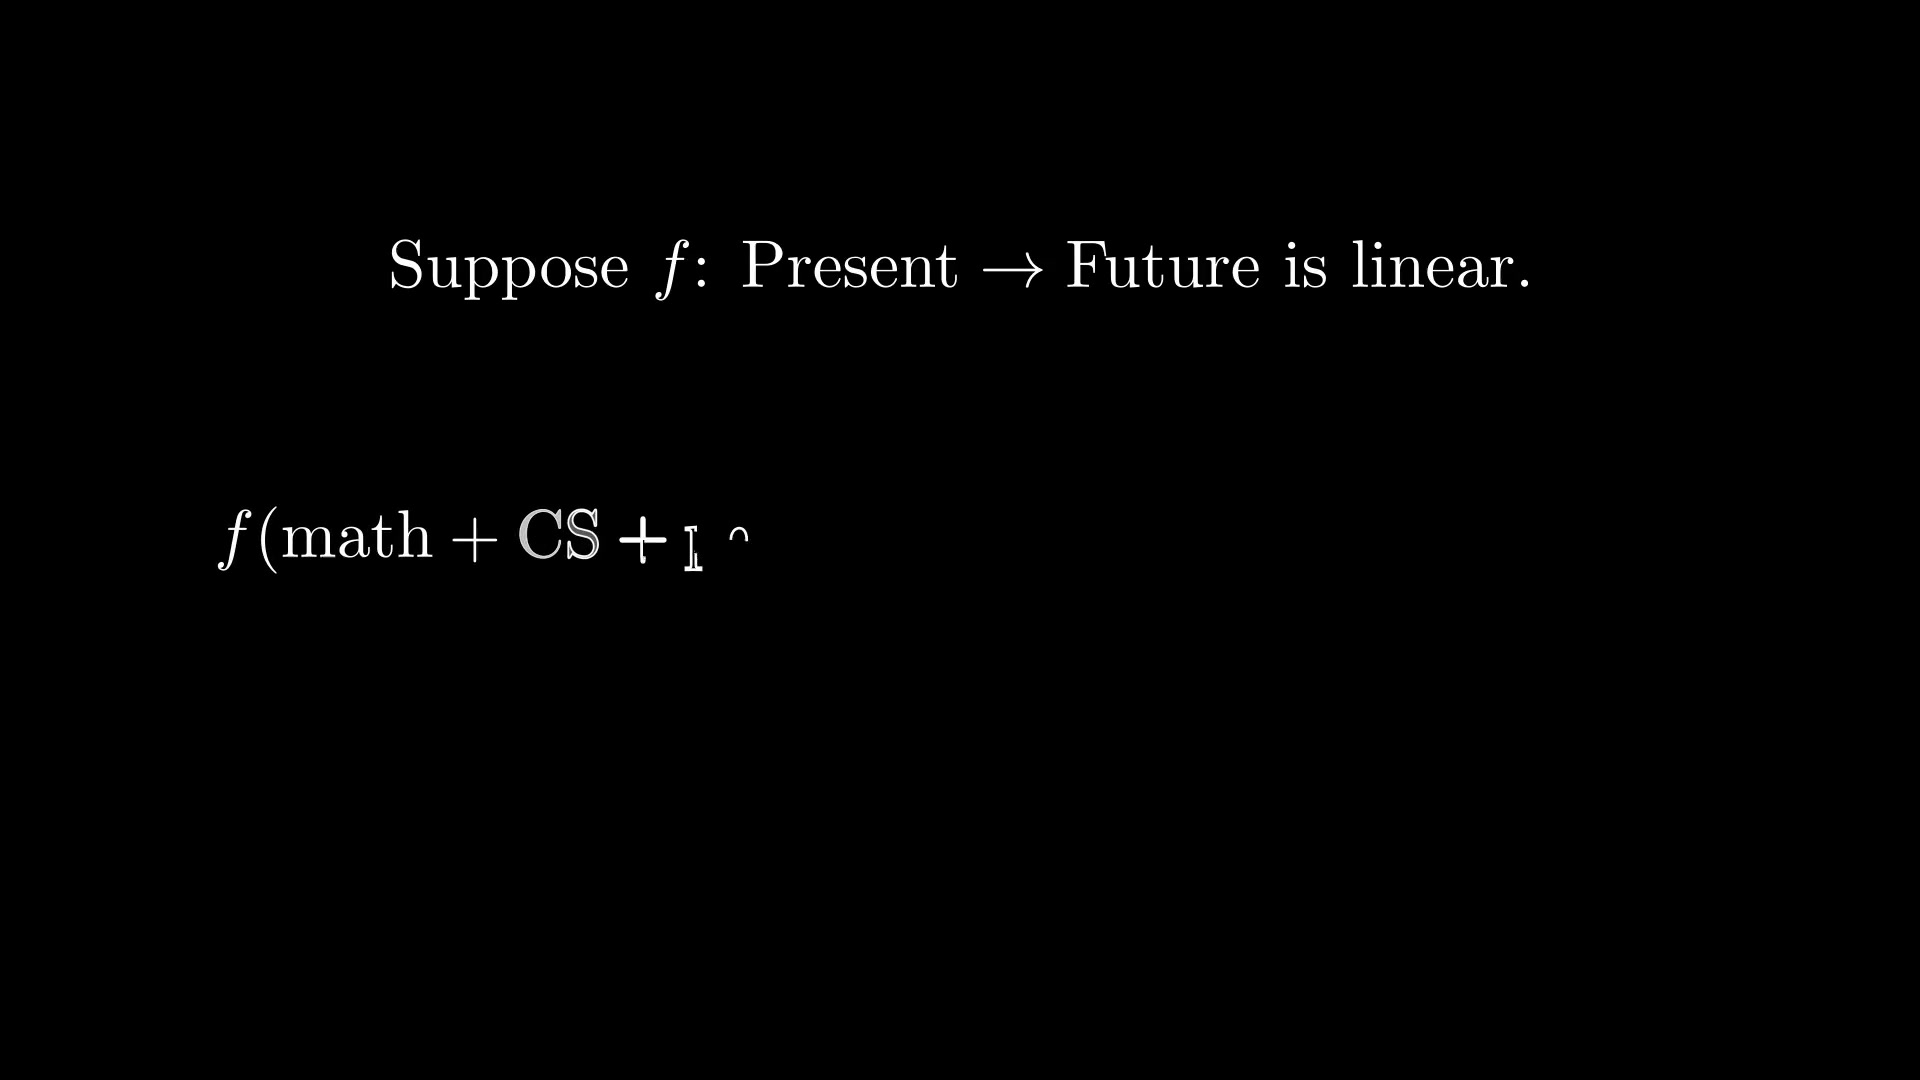 Suppose f: Present → Future is linear.
f(math + CS +